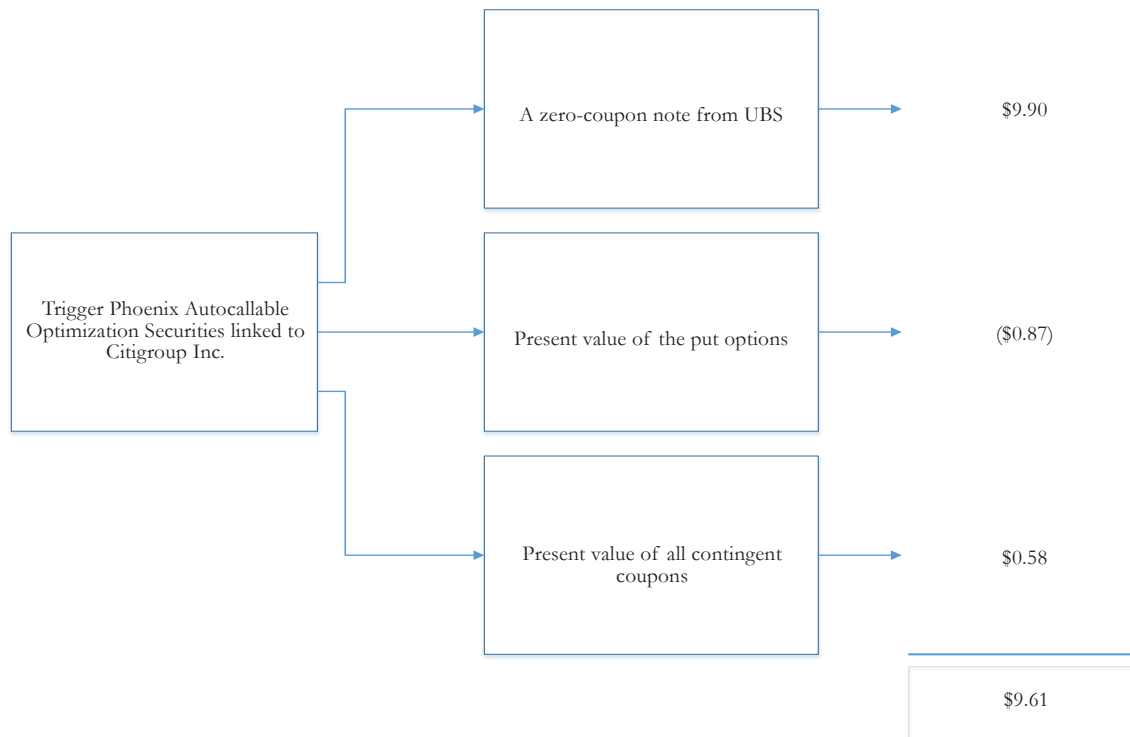 A zero-coupon note from UBS
$9.90
Trigger Phoenix Autocallable
Optimization Securities linked to
Citigroup Inc.
Present value of the put options
($0.87)
Present value of all contingent
coupons
$0.58
$9.61